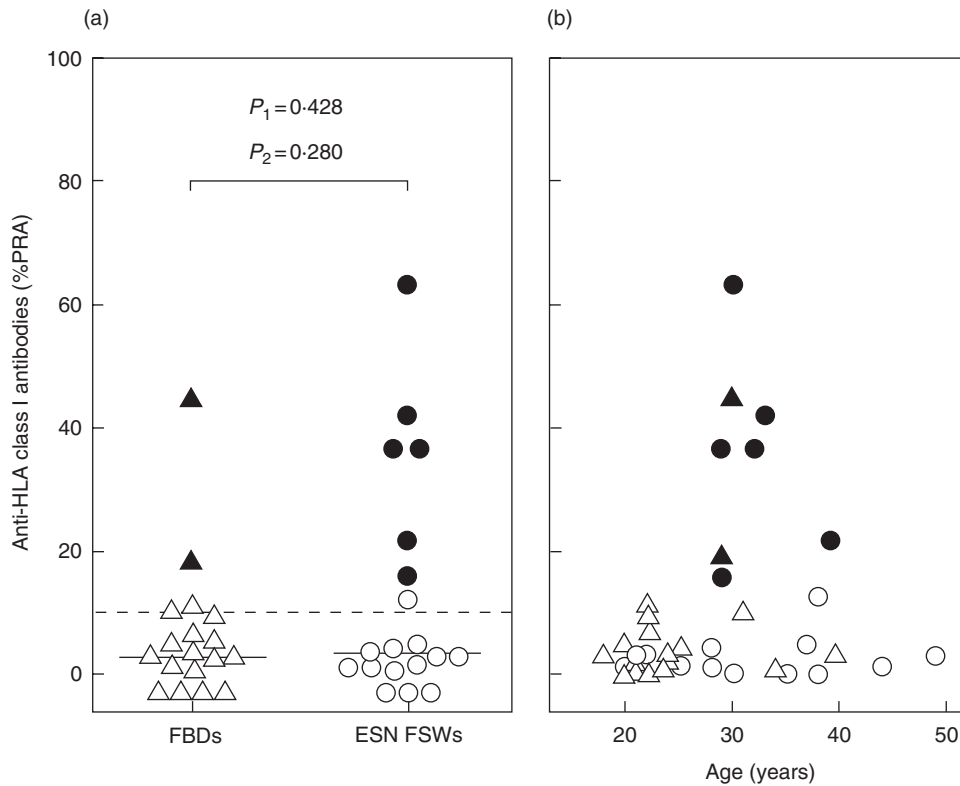 (a)
(b)
Anti-HLA class I antibodies (%PRA)
100
80
60
40
20
0
P1 = 0·428
P2 = 0·280
FBDs
ESN FSWs
20
30
40
50
Age (years)